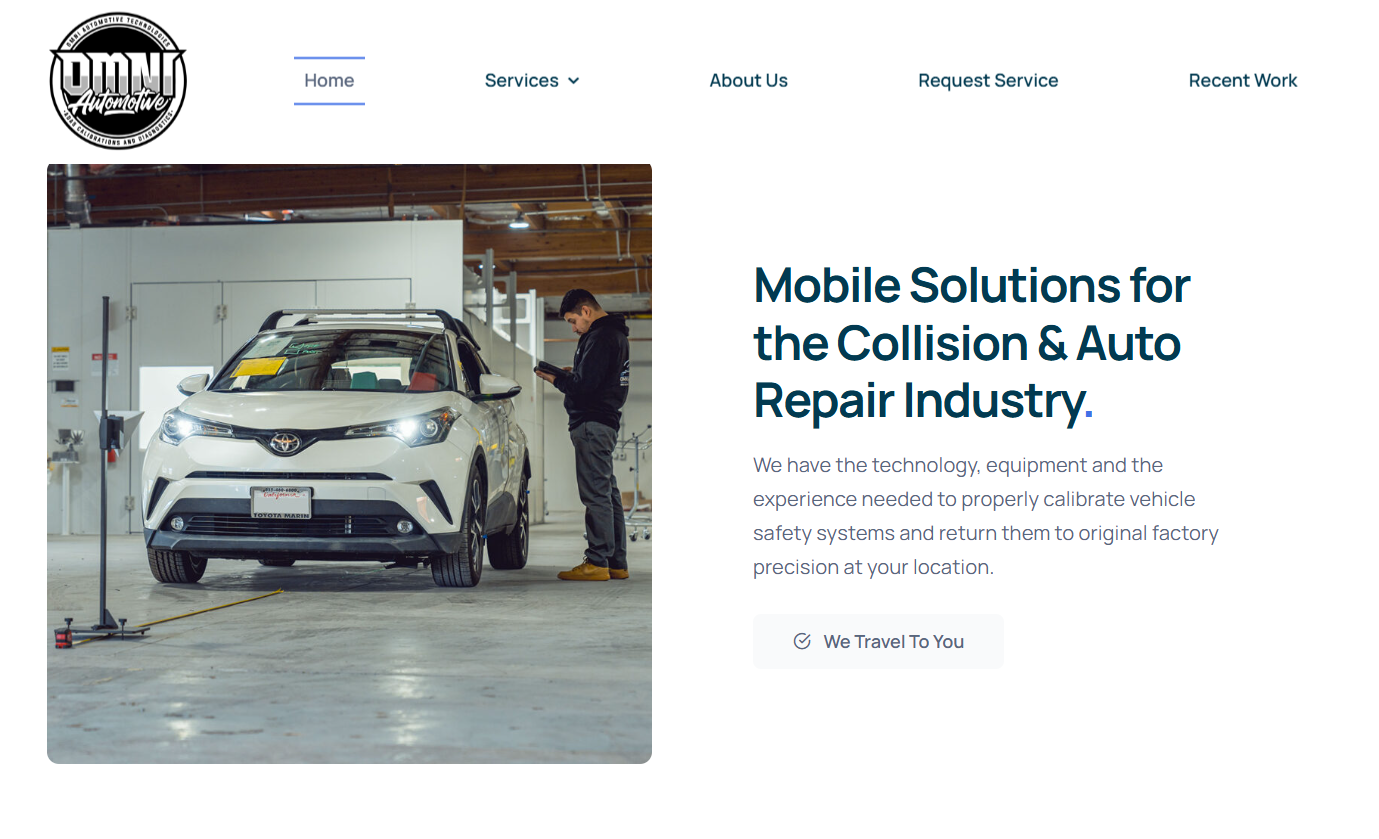 OMNI AUTOMOTIVE TECHNOLOGIES
OMNI
Automotive
ADAS CALIBRATIONS AND DIAGNOSTICS
Home
Services
About Us
Request Service
Recent Work
California
TOYOTA MARIN
Mobile Solutions for
the Collision & Auto
Repair Industry.
We have the technology, equipment and the
experience needed to properly calibrate vehicle
safety systems and return them to original factory
precision at your location.
We Travel To You